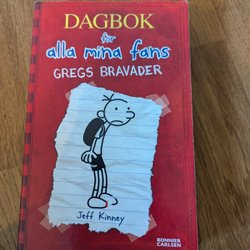 DAGBOK
för
alla mina fans
GREGS BRAVADER
Jeff Kinney
BONNIER
CARLSEN